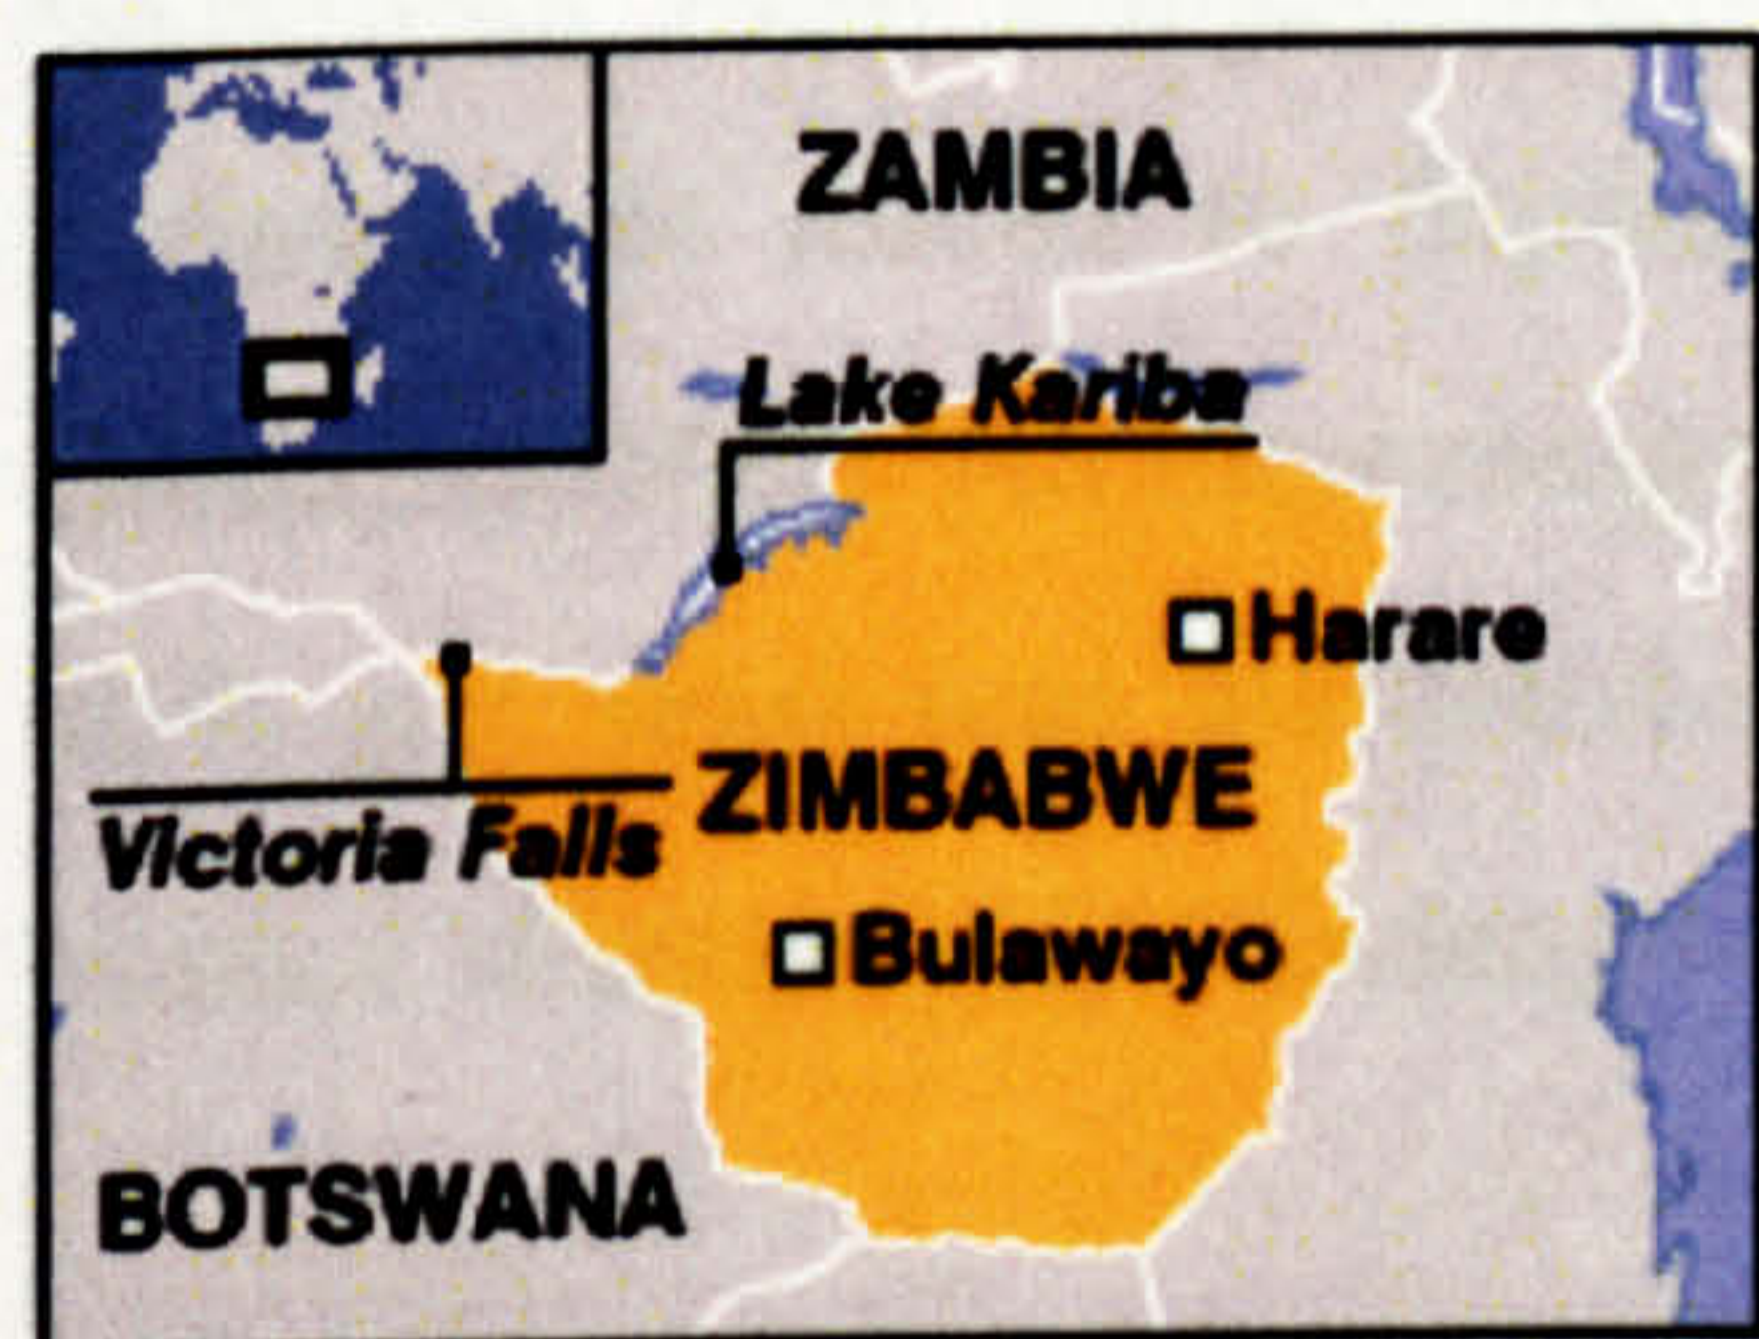 ZAMBIA
Lake Kariba
Harare
ZIMBABWE
Victoria Falls
Bulawayo
BOTSWANA